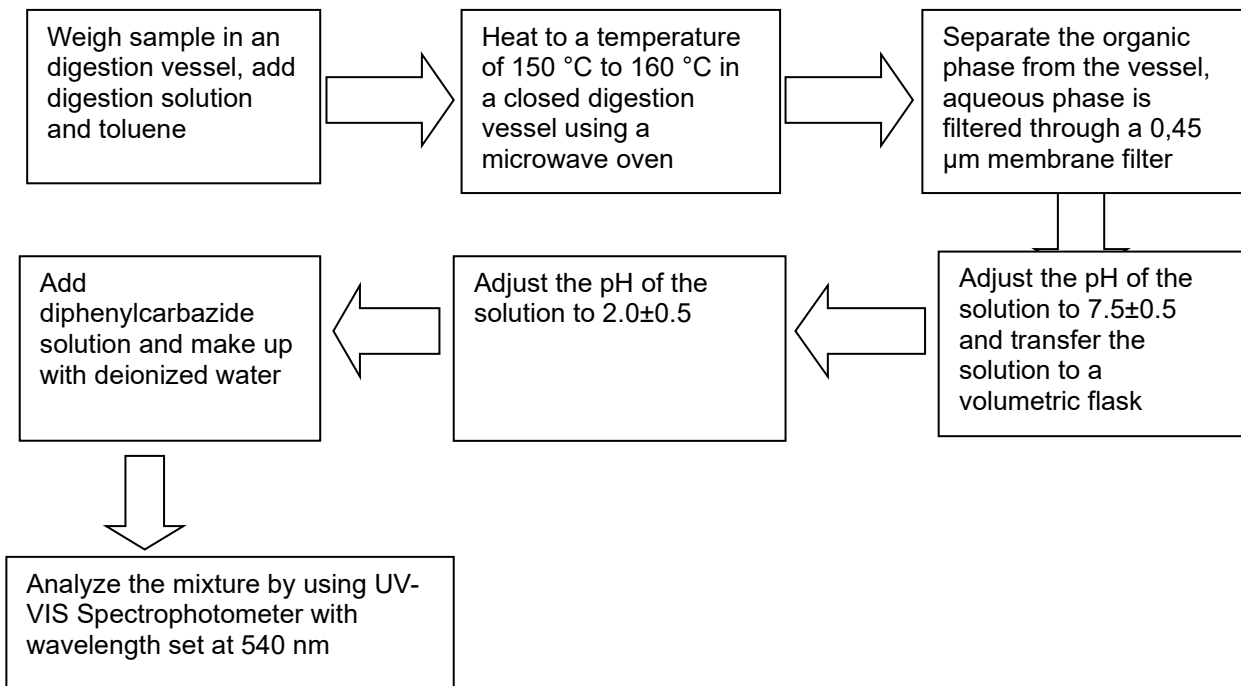 Weigh sample in an
digestion vessel, add
digestion solution
and toluene
Heat to a temperature
of 150 °C to 160 °C in
a closed digestion
vessel using a
microwave oven
Separate the organic
phase from the vessel,
aqueous phase is
filtered through a 0,45
µm membrane filter
Adjust the pH of the
solution to 7.5±0.5
and transfer the
solution to a
volumetric flask
Adjust the pH of the
solution to 2.0±0.5
Add
diphenylcarbazide
solution and make up
with deionized water
Analyze the mixture by using UV-
VIS Spectrophotometer with
wavelength set at 540 nm